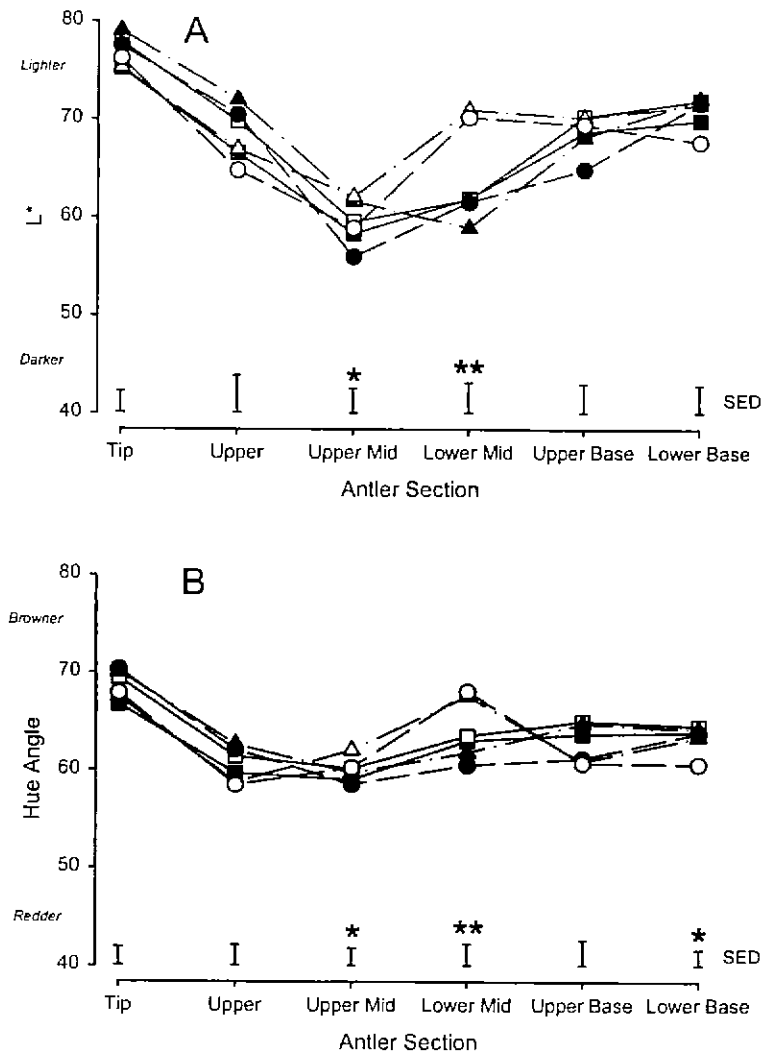 80
A
Lighter
70
L*
60
50
Darker
*
**
40
SED
Tip
Upper
Upper Mid
Lower Mid
Upper Base
Lower Base
Antler Section
80
B
Browner
70
Hue Angle
60
50
Redder
*
**
*
40
SED
Tip
Upper
Upper Mid
Lower Mid
Upper Base
Lower Base
Antler Section